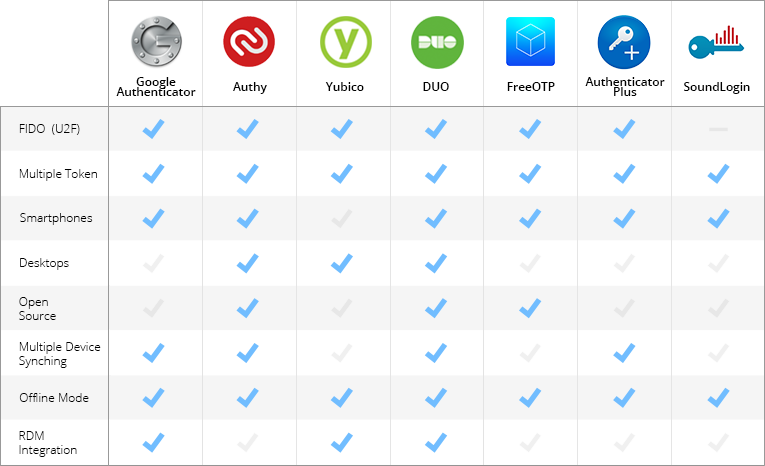 DUO
Google
Authenticator
Authy
Yubico
DUO
FreeOTP
Authenticator
Plus
SoundLogin
FIDO (U2F)
Multiple Token
Smartphones
Desktops
Open
Source
Multiple Device
Synching
Offline Mode
RDM
Integration